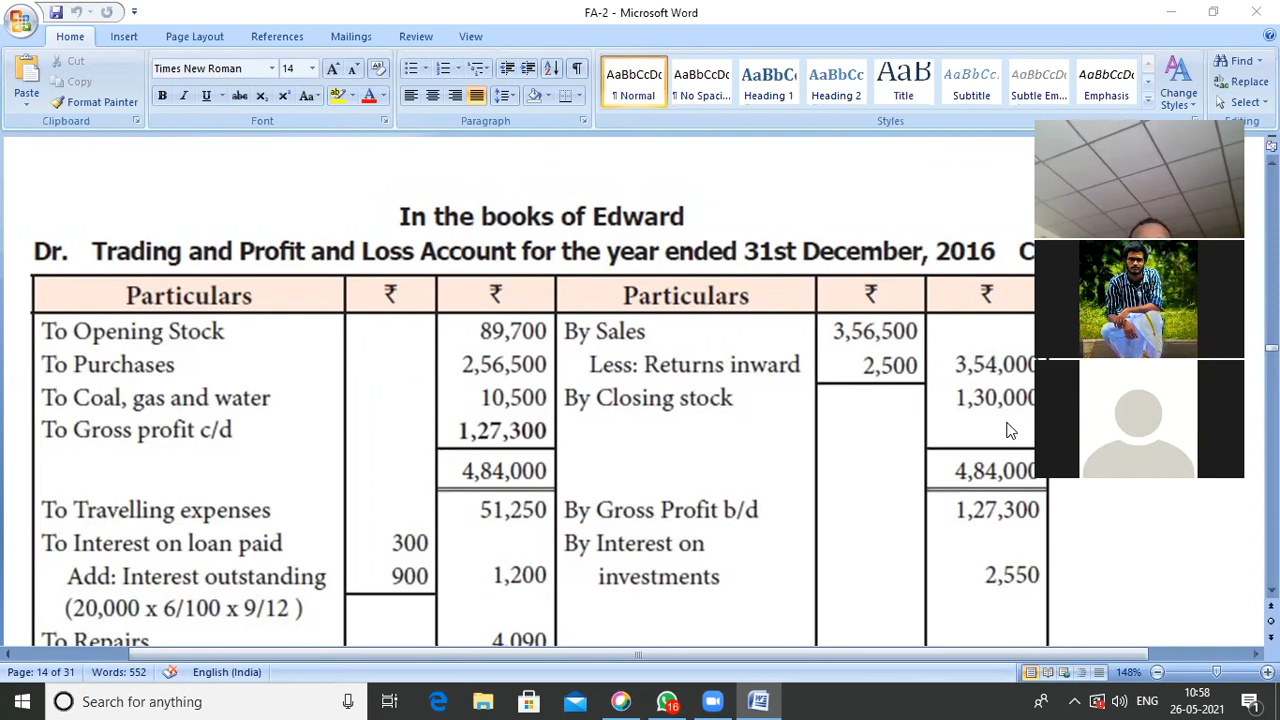 FA-2 - Microsoft Word
Home Insert Page Layout References Mailings Review View
Paste
Cut
Copy
Format Painter
Clipboard
Times New Roman 14
Font
Paragraph
AaBbCcDc AaBbCcDc AaBbCc AaBbCc AaB AaBbCc. AaBbCcDc AaBbCcDc
¶ Normal ¶ No Spaci... Heading 1 Heading 2 Title Subtitle Subtle Em... Emphasis
Change Styles
Styles
Find
Replace
Select
Editing
In the books of Edward
Dr. Trading and Profit and Loss Account for the year ended 31st December, 2016 C
Particulars ₹ ₹ Particulars ₹ ₹
To Opening Stock 89,700 By Sales 3,56,500
To Purchases 2,56,500 Less: Returns inward 2,500 3,54,000
To Coal, gas and water 10,500 By Closing stock 1,30,000
To Gross profit c/d 1,27,300
4,84,000 4,84,000
To Travelling expenses 51,250 By Gross Profit b/d 1,27,300
To Interest on loan paid 300 By Interest on
Add: Interest outstanding 900 1,200 investments 2,550
(20,000 x 6/100 x 9/12 )
To Repairs 4,090
Page: 14 of 31 Words: 552 English (India) 148%
Search for anything
16
ENG
10:58
26-05-2021
1